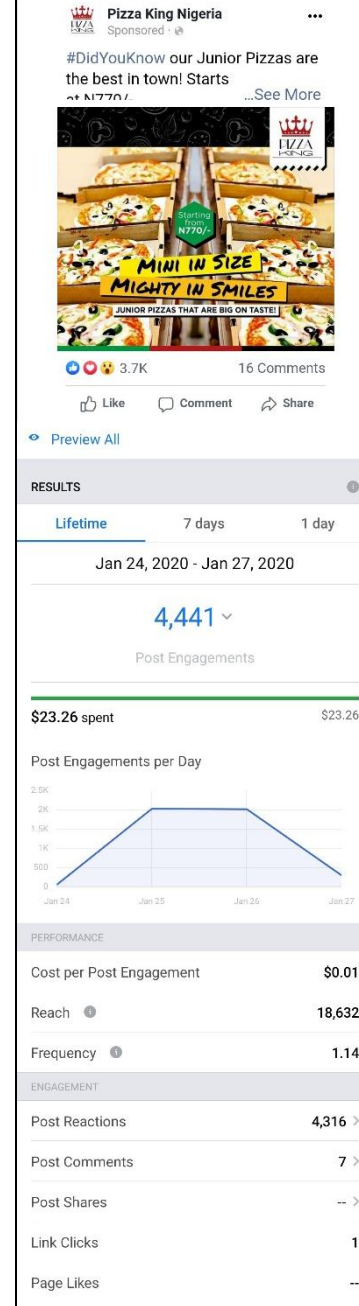 Pizza King Nigeria
Sponsored ·
#DidYouKnow our Junior Pizzas are
the best in town! Starts
at N770/- ...See More
PIZZA
KING
Starting
from
N770/-
MINI IN SIZE
MIGHTY IN SMILES
JUNIOR PIZZAS THAT ARE BIG ON TASTE!
3.7K 16 Comments
Like Comment Share
Preview All
RESULTS
Lifetime 7 days 1 day
Jan 24, 2020 - Jan 27, 2020
4,441
Post Engagements
$23.26 spent $23.26
Post Engagements per Day
2.5K
2K
1.5K
1K
500
0
Jan 24 Jan 25 Jan 26 Jan 27
PERFORMANCE
Cost per Post Engagement $0.01
Reach 18,632
Frequency 1.14
ENGAGEMENT
Post Reactions 4,316
Post Comments 7
Post Shares --
Link Clicks 1
Page Likes --